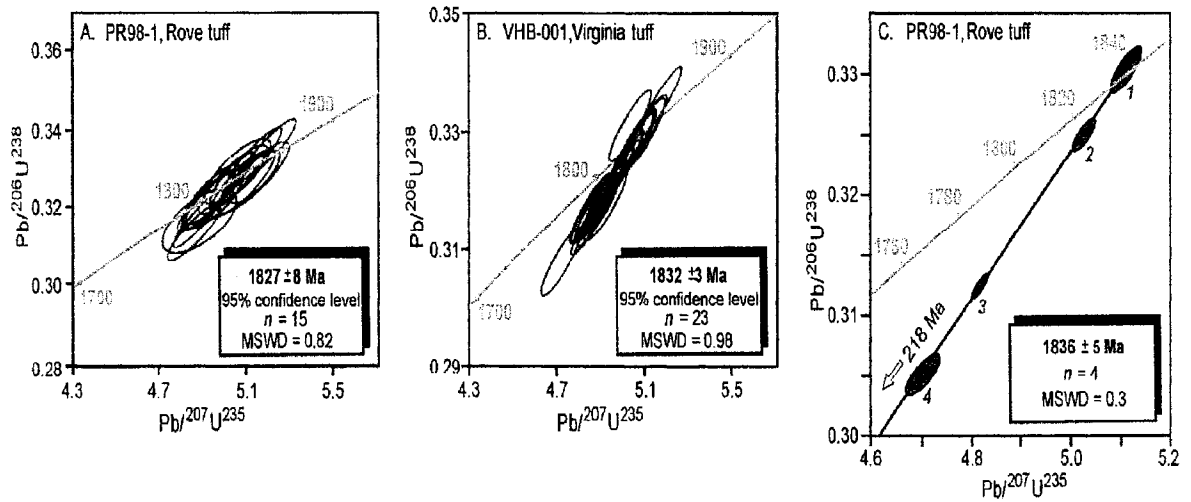 A. PR98-1, Rove tuff
0.36
0.34
0.32
0.30
0.28
Pb/²⁰⁶U²³⁸
1900
1800
1700
1827 ±8 Ma
95% confidence level
n = 15
MSWD = 0.82
4.3
4.7
5.1
5.5
Pb/²⁰⁷U²³⁵
B. VHB-001,Virginia tuff
0.35
0.33
0.31
0.29
Pb/²⁰⁶U²³⁸
1900
1800
1700
1832 ±3 Ma
95% confidence level
n = 23
MSWD = 0.98
4.3
4.7
5.1
5.5
Pb/²⁰⁷U²³⁵
C. PR98-1, Rove tuff
0.33
0.32
0.31
0.30
Pb/²⁰⁶U²³⁸
1840
1820
1800
1780
1760
1
2
3
4
218 Ma
1836 ± 5 Ma
n = 4
MSWD = 0.3
4.6
4.8
5.0
5.2
Pb/²⁰⁷U²³⁵